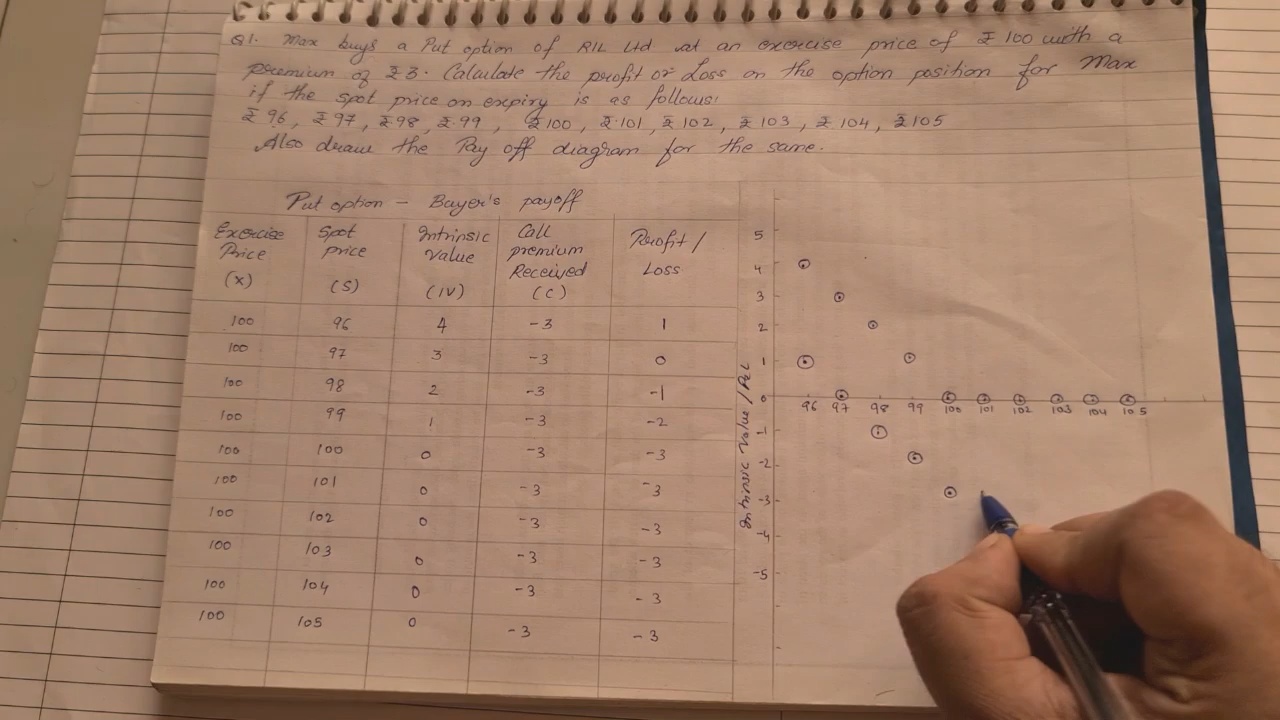 Q1. Max buys a Put option of RIL Ltd at an exercise price of ₹ 100 with a
premium of ₹ 3. Calculate the profit or Loss on the option position for Max
if the spot price on expiry is as follows:
₹ 96, ₹ 97, ₹ 98, ₹ 99, ₹ 100, ₹ 101, ₹ 102, ₹ 103, ₹ 104, ₹ 105
Also draw the Pay off diagram for the same.
Put option - Buyer's payoff
Exercise Price (X) Spot price (S) Intrinsic value (IV) Call premium Received (C) Profit / Loss
100 96 4 -3 1
100 97 3 -3 0
100 98 2 -3 -1
100 99 1 -3 -2
100 100 0 -3 -3
100 101 0 -3 -3
100 102 0 -3 -3
100 103 0 -3 -3
100 104 0 -3 -3
100 105 0 -3 -3
Intrinsic Value / P&L
5
4
3
2
1
0
-1
-2
-3
-4
-5
96 97 98 99 100 101 102 103 104 105